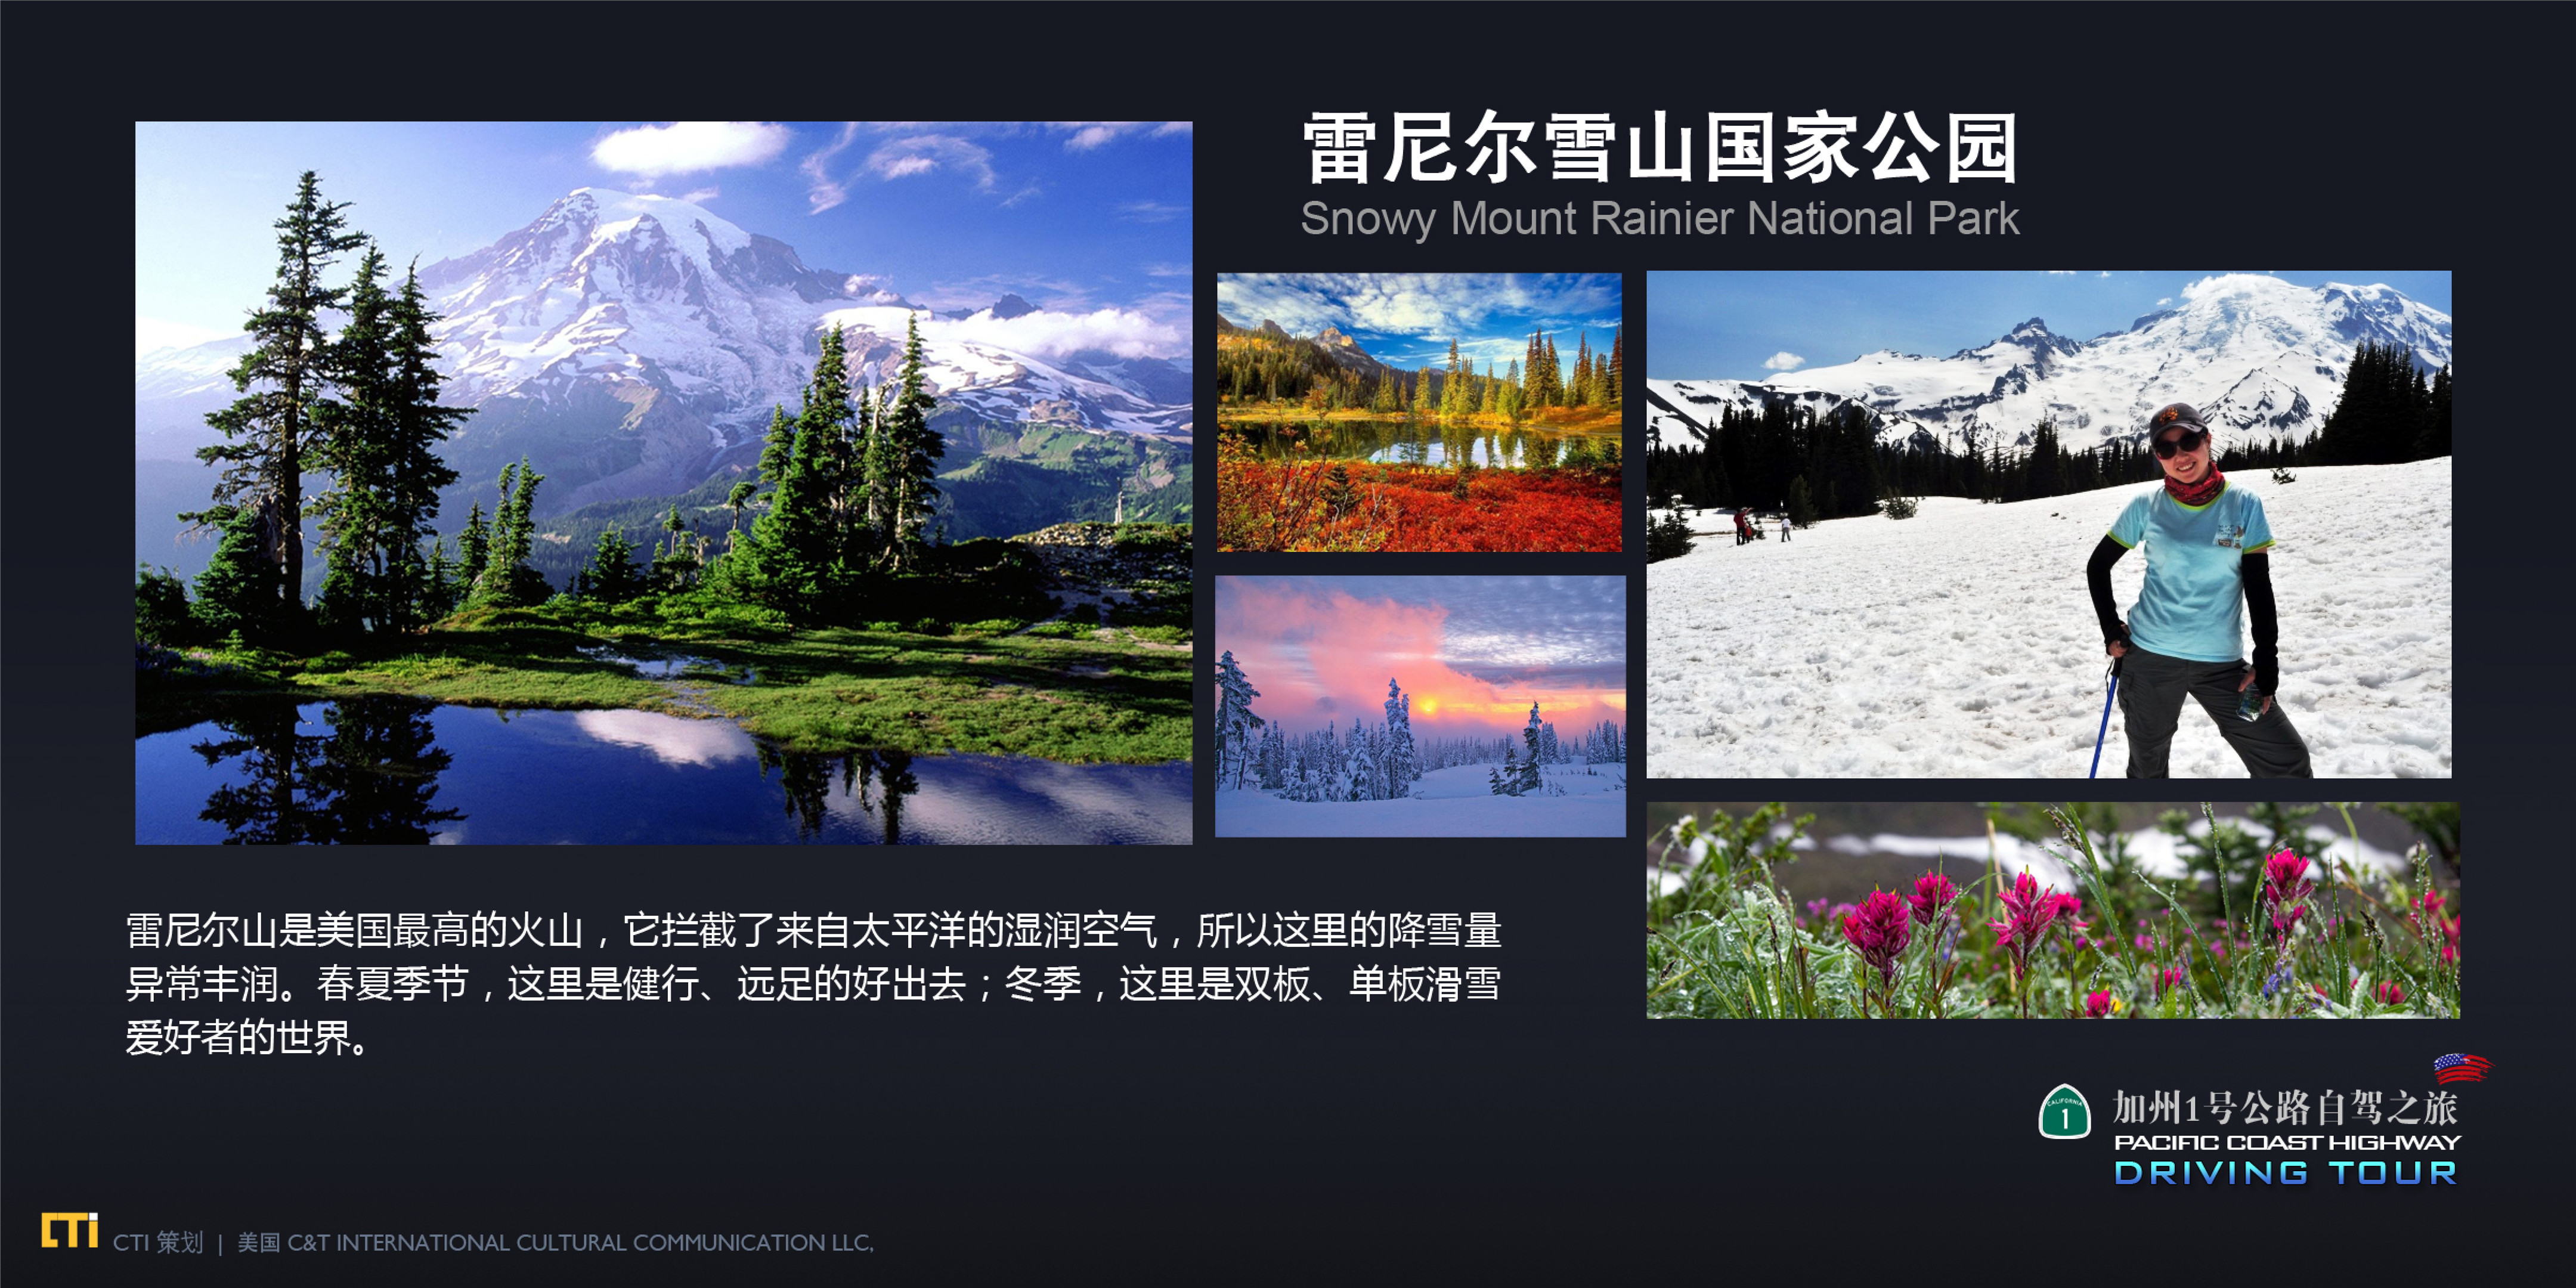 雷尼尔雪山国家公园
Snowy Mount Rainier National Park
雷尼尔山是美国最高的火山，它拦截了来自太平洋的湿润空气，所以这里的降雪量
异常丰润。春夏季节，这里是健行、远足的好出去；冬季，这里是双板、单板滑雪
爱好者的世界。
CALIFORNIA
1
加州1号公路自驾之旅
PACIFIC COAST HIGHWAY
DRIVING TOUR
CTi CTI 策划 | 美国 C&T INTERNATIONAL CULTURAL COMMUNICATION LLC,